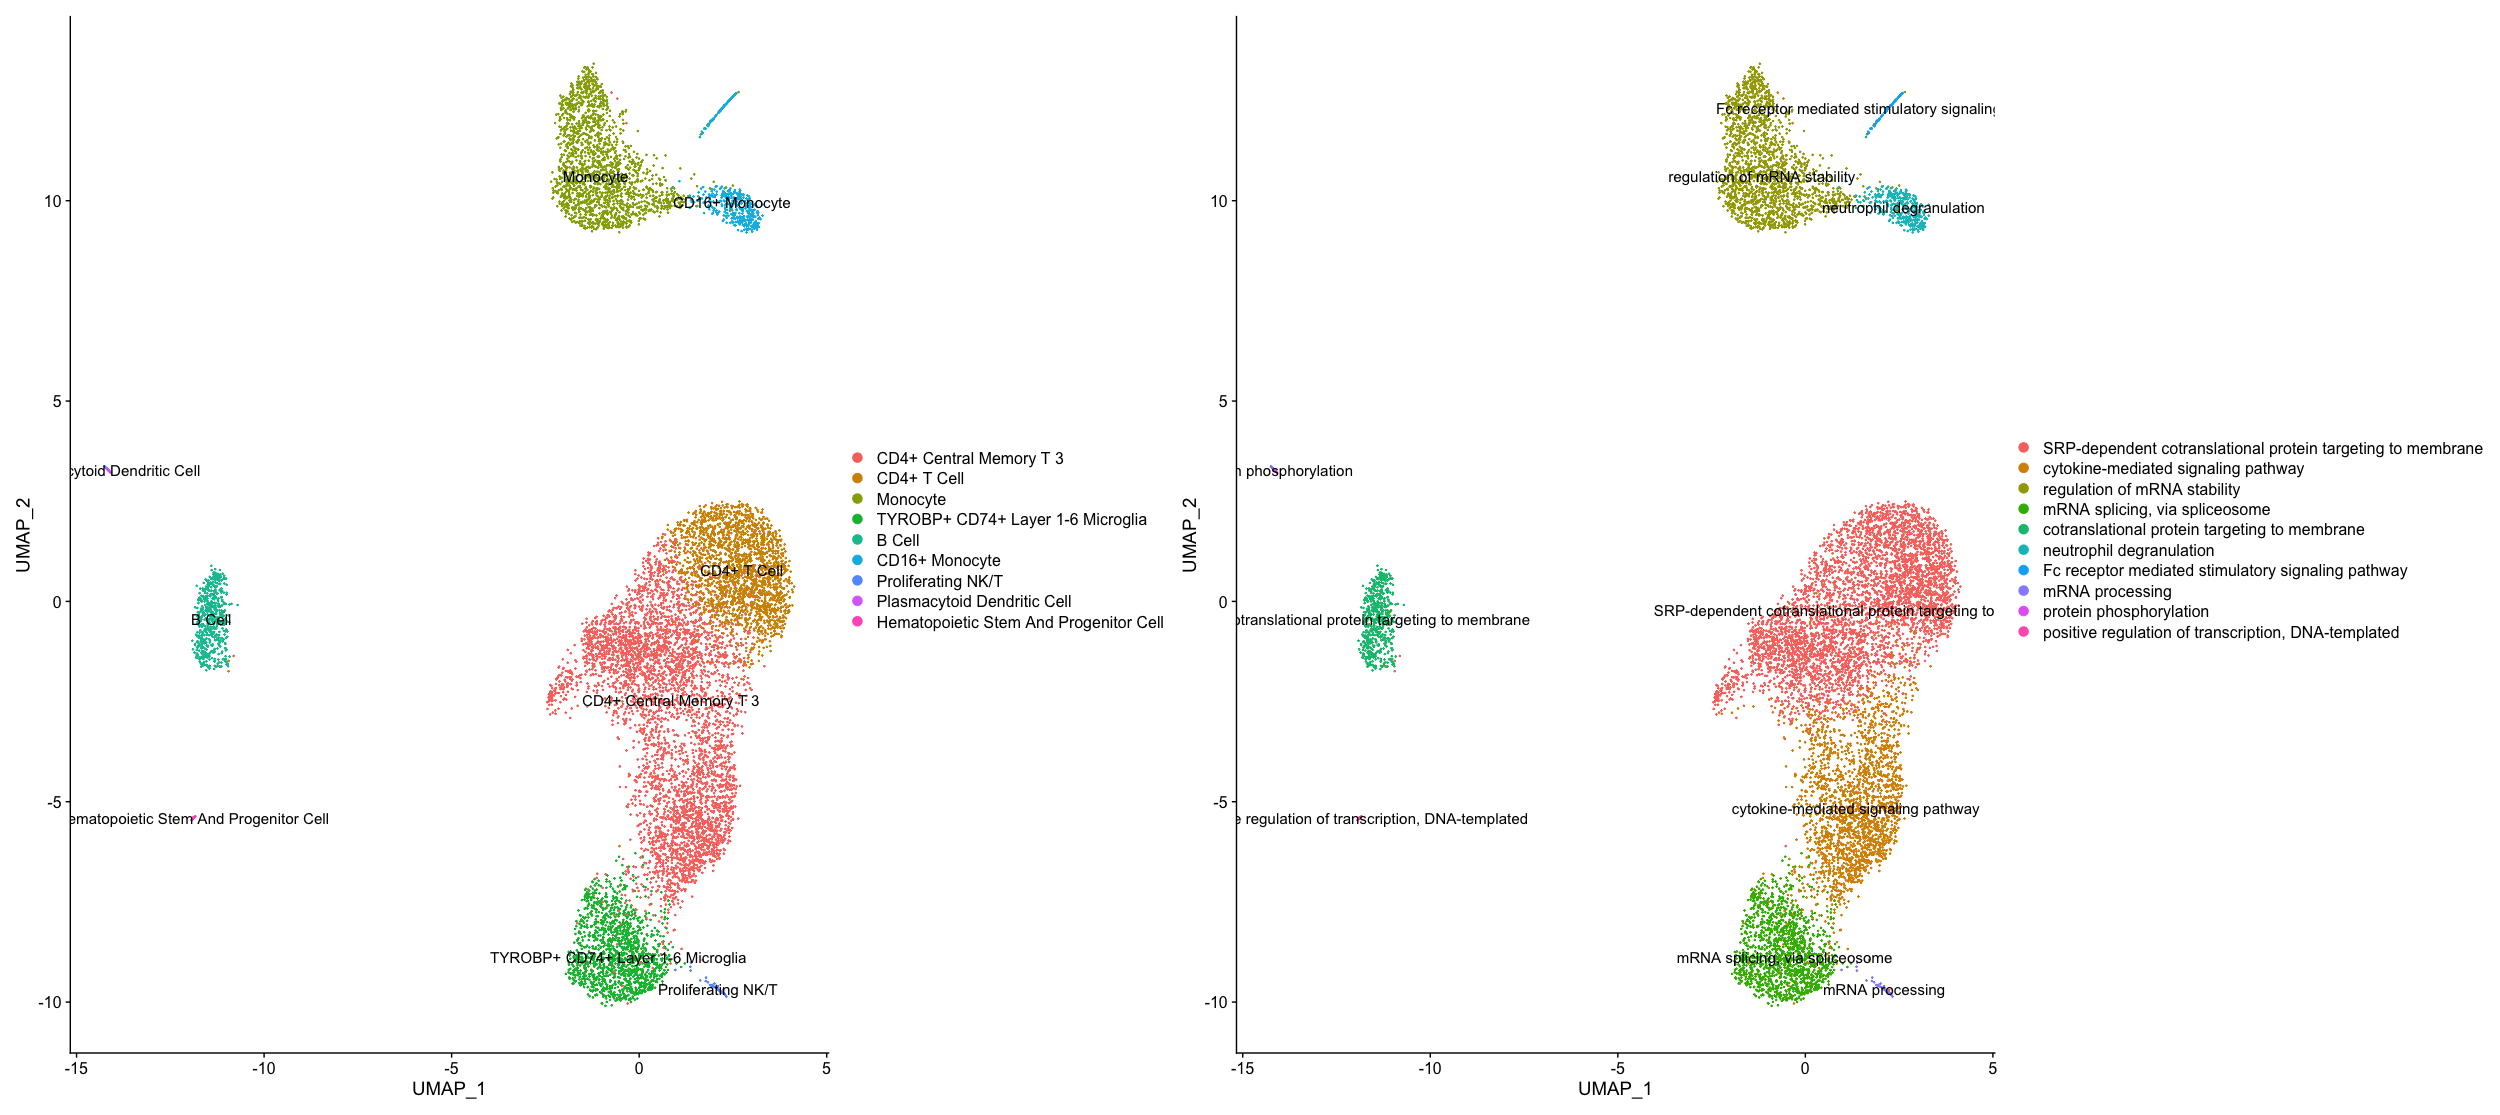 UMAP_2
10
5
0
-5
-10
Monocyte
CD16+ Monocyte
cytoid Dendritic Cell
CD4+ T Cell
B Cell
CD4+ Central Memory T 3
ematopoietic Stem And Progenitor Cell
TYROBP+ CD74+ Layer 1-6 Microglia
Proliferating NK/T
-15
-10
-5
0
5
UMAP_1
CD4+ Central Memory T 3
CD4+ T Cell
Monocyte
TYROBP+ CD74+ Layer 1-6 Microglia
B Cell
CD16+ Monocyte
Proliferating NK/T
Plasmacytoid Dendritic Cell
Hematopoietic Stem And Progenitor Cell
UMAP_2
10
5
0
-5
-10
Fc receptor mediated stimulatory signaling
regulation of mRNA stability
neutrophil degranulation
n phosphorylation
SRP-dependent cotranslational protein targeting to
otranslational protein targeting to membrane
cytokine-mediated signaling pathway
e regulation of transcription, DNA-templated
mRNA splicing, via spliceosome
mRNA processing
-15
-10
-5
0
5
UMAP_1
SRP-dependent cotranslational protein targeting to membrane
cytokine-mediated signaling pathway
regulation of mRNA stability
mRNA splicing, via spliceosome
cotranslational protein targeting to membrane
neutrophil degranulation
Fc receptor mediated stimulatory signaling pathway
mRNA processing
protein phosphorylation
positive regulation of transcription, DNA-templated